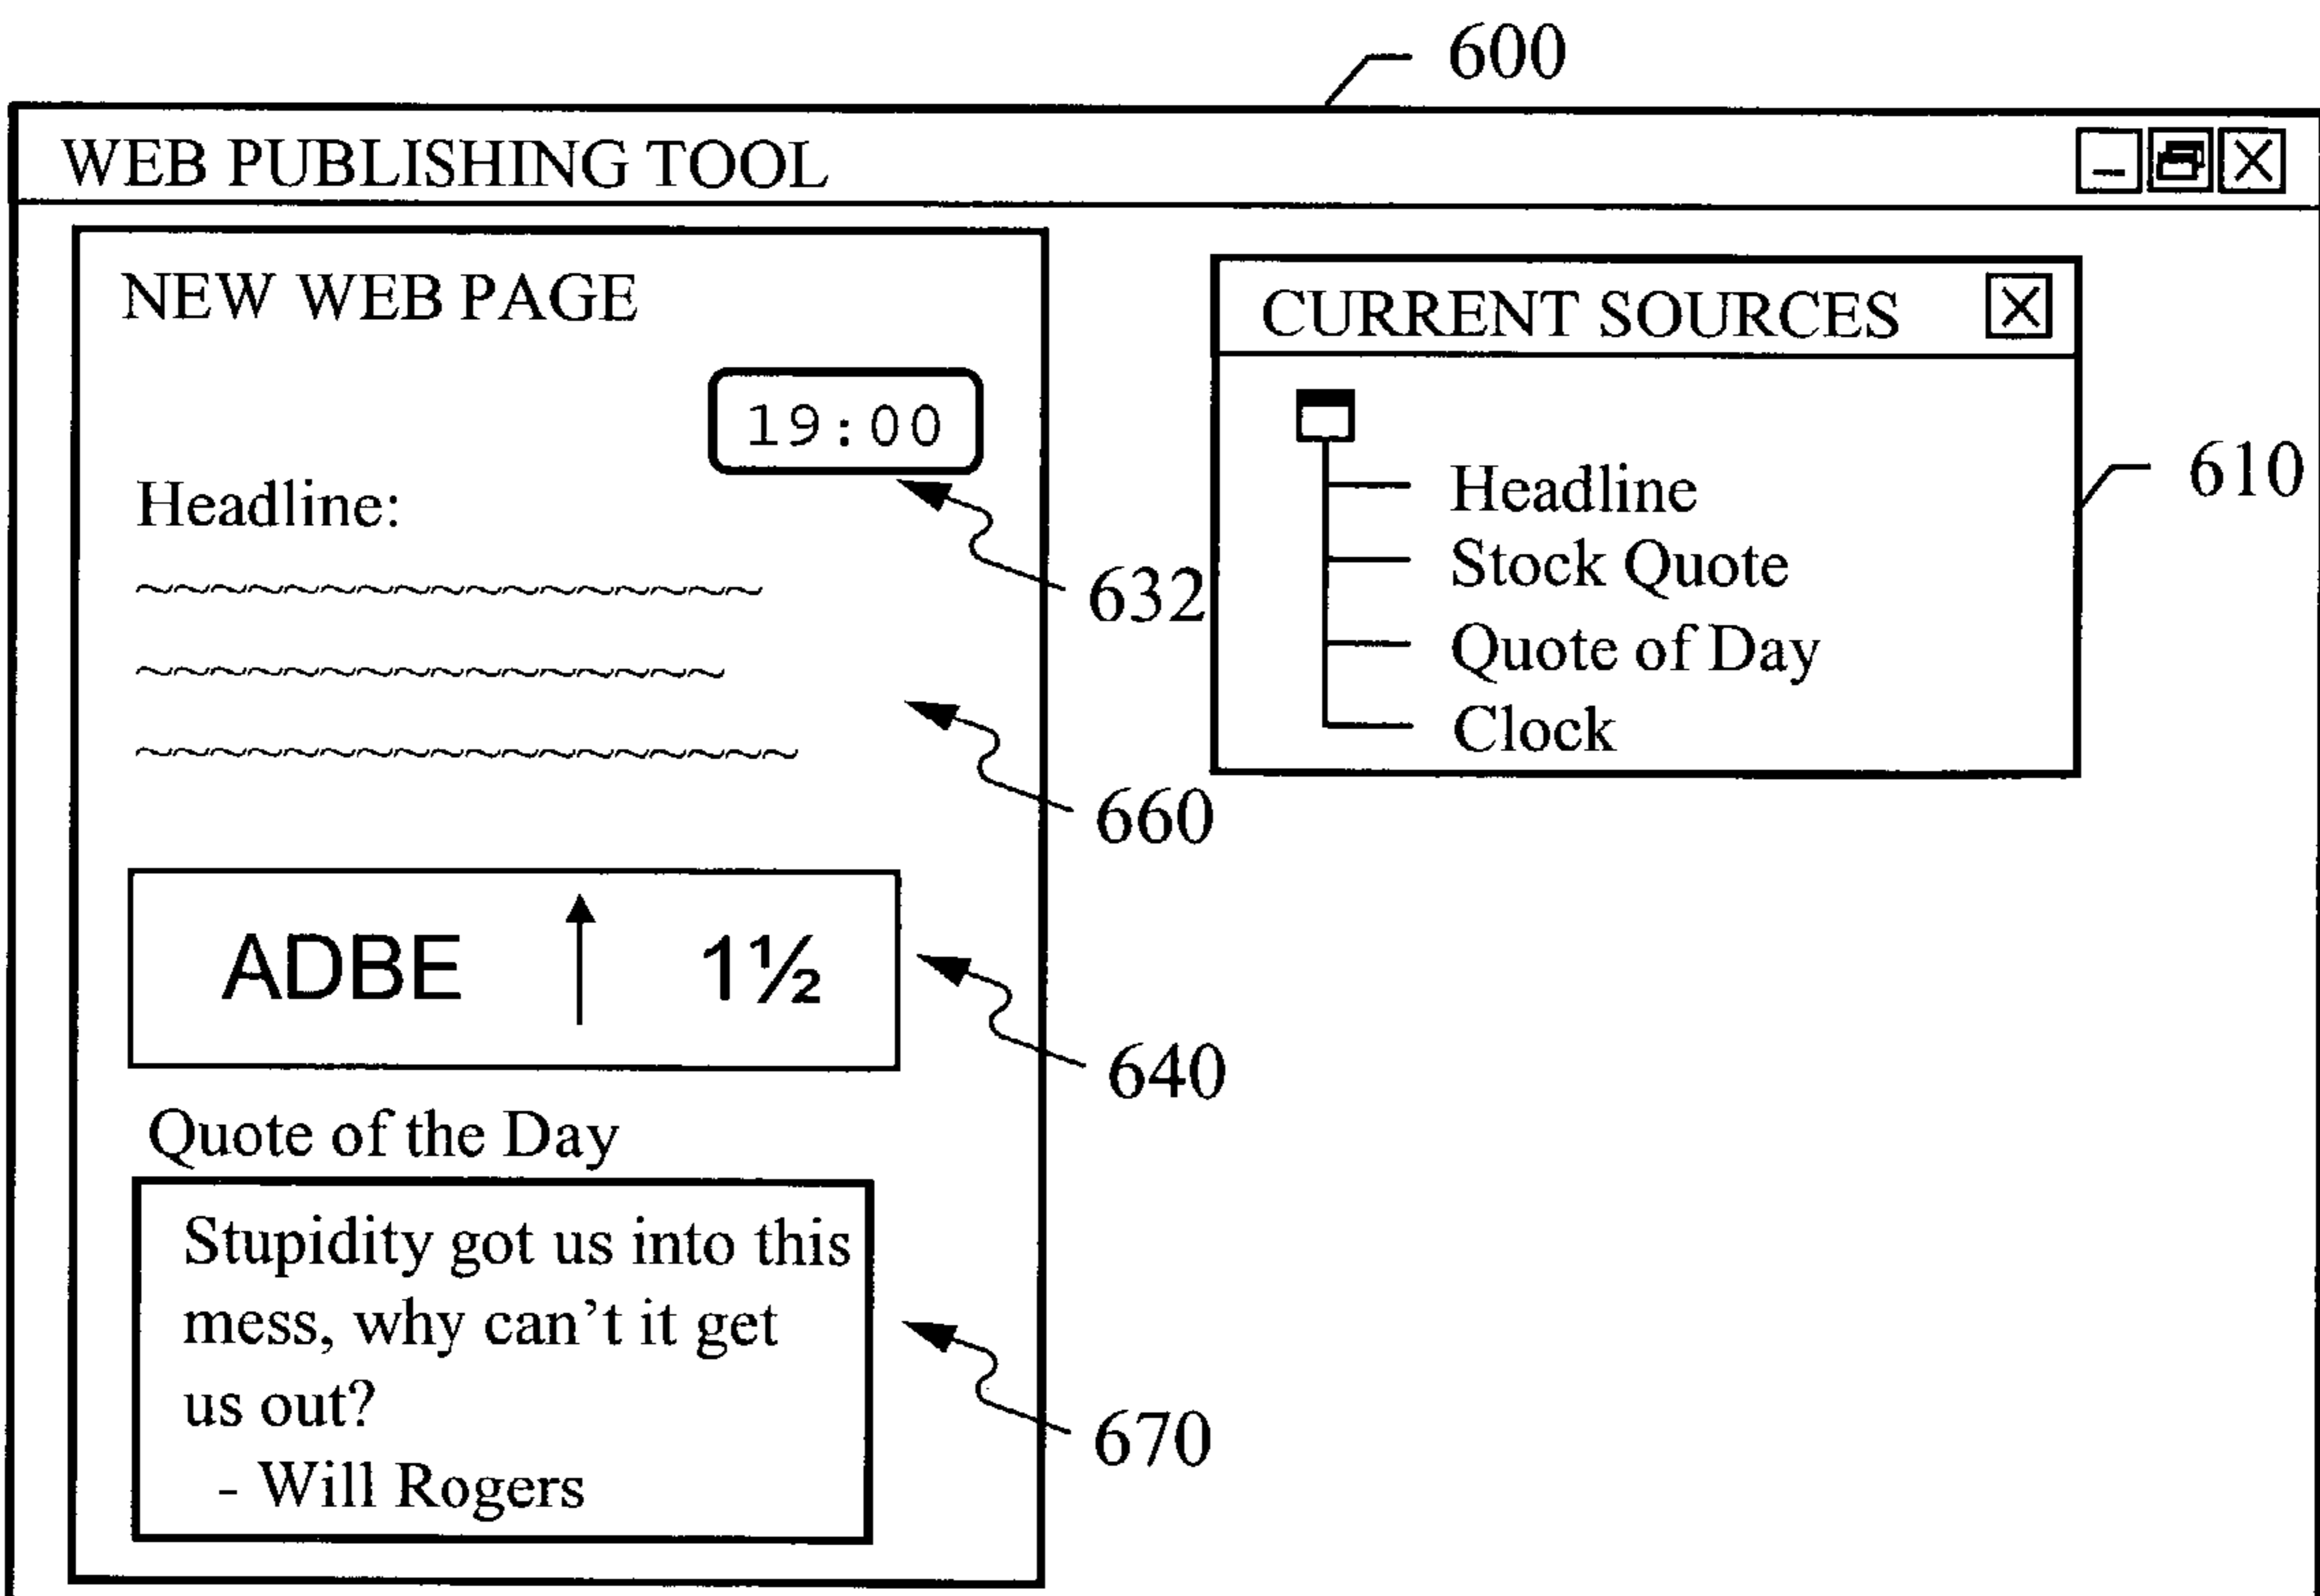 600
WEB PUBLISHING TOOL
NEW WEB PAGE
19:00
Headline:
632
660
ADBE 1½
640
Quote of the Day
Stupidity got us into this
mess, why can't it get
us out?
- Will Rogers
670
CURRENT SOURCES
610
Headline
Stock Quote
Quote of Day
Clock